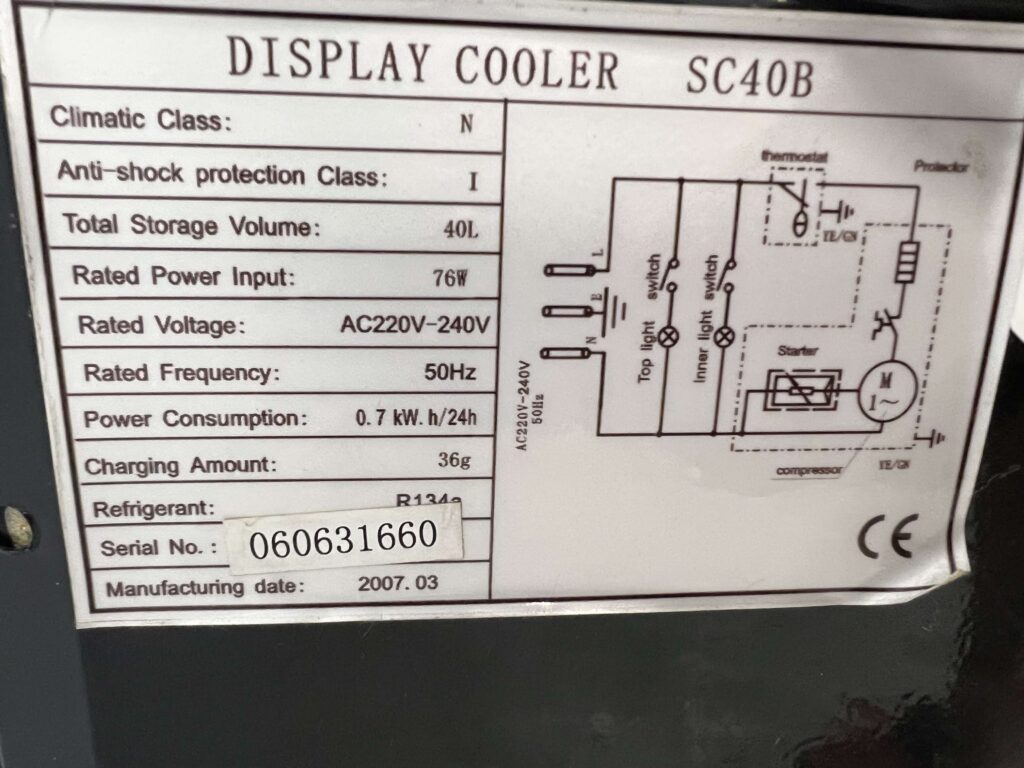 DISPLAY COOLER SC40B
Climatic Class: N
Anti-shock protection Class: I
Total Storage Volume: 40L
Rated Power Input: 76W
Rated Voltage: AC220V-240V
Rated Frequency: 50Hz
Power Consumption: 0.7 kW.h/24h
Charging Amount: 36g
Refrigerant: R134a
Serial No.: 060631660
Manufacturing date: 2007.03
thermostat
Protector
YE/GN
L
E
N
switch
switch
Top light
Inner light
Starter
M
1~
AC220V-240V
50Hz
compressor
YE/GN
CE